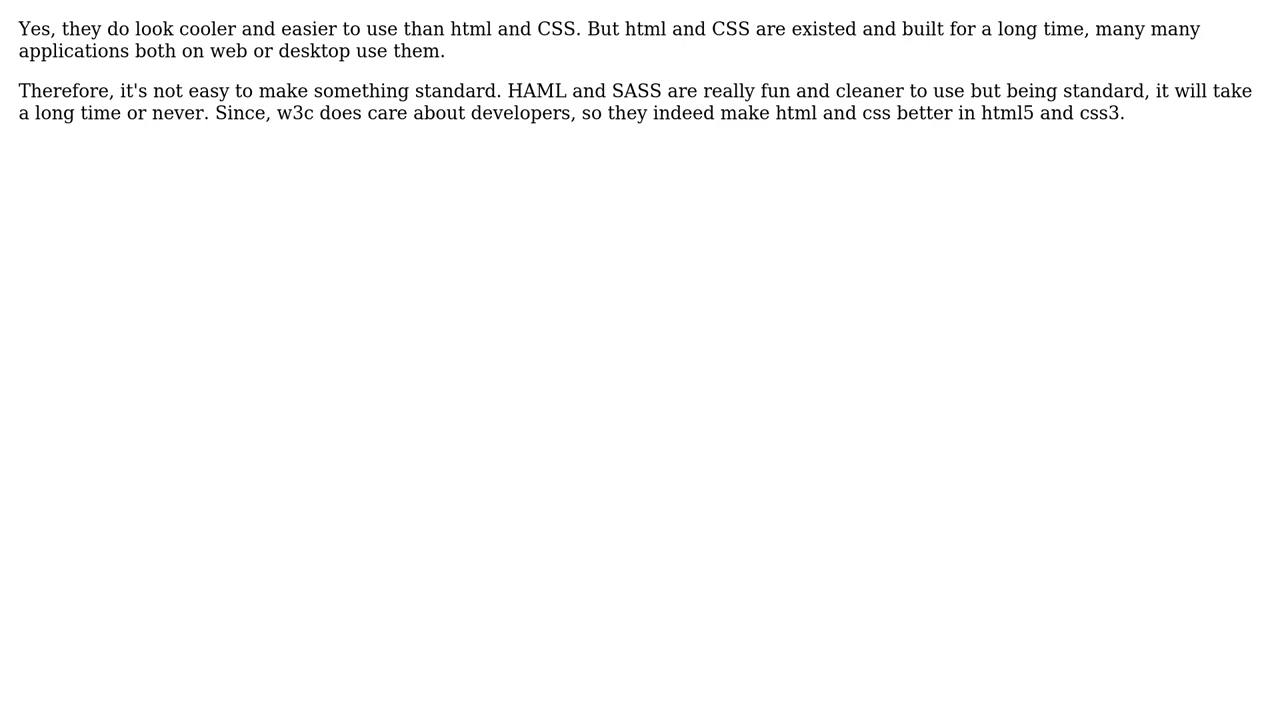 Yes, they do look cooler and easier to use than html and CSS. But html and CSS are existed and built for a long time, many many
applications both on web or desktop use them.
Therefore, it's not easy to make something standard. HAML and SASS are really fun and cleaner to use but being standard, it will take
a long time or never. Since, w3c does care about developers, so they indeed make html and css better in html5 and css3.